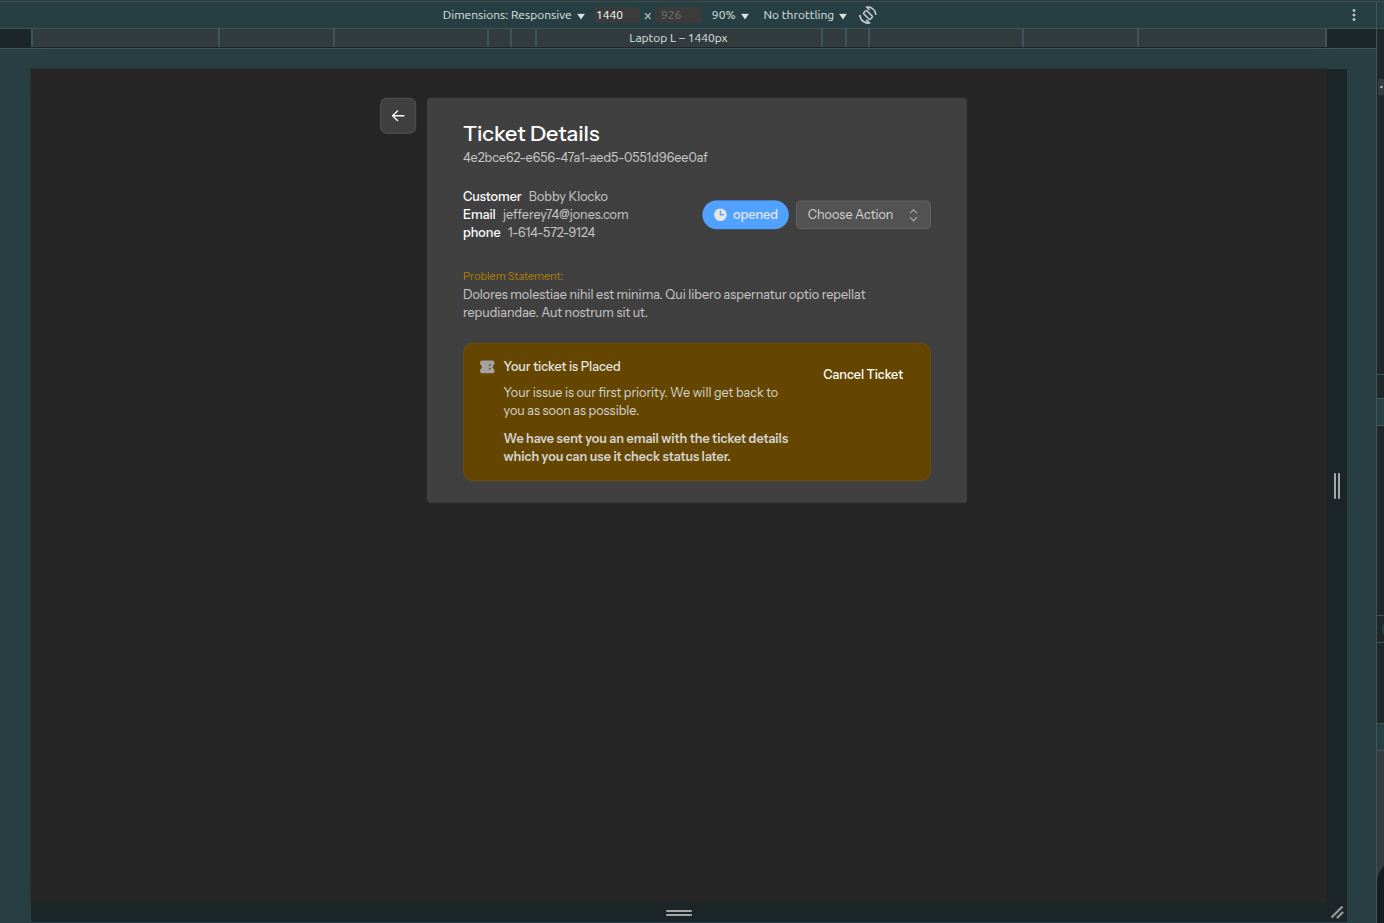 Dimensions: Responsive 1440 × 926 90% No throttling
Laptop L – 1440px
Ticket Details
4e2bce62-e656-47a1-aed5-0551d96ee0af
Customer Bobby Klocko
Email jefferey74@jones.com
phone 1-614-572-9124
opened Choose Action
Problem Statement:
Dolores molestiae nihil est minima. Qui libero aspernatur optio repellat
repudiandae. Aut nostrum sit ut.
Your ticket is Placed
Cancel Ticket
Your issue is our first priority. We will get back to
you as soon as possible.
We have sent you an email with the ticket details
which you can use it check status later.